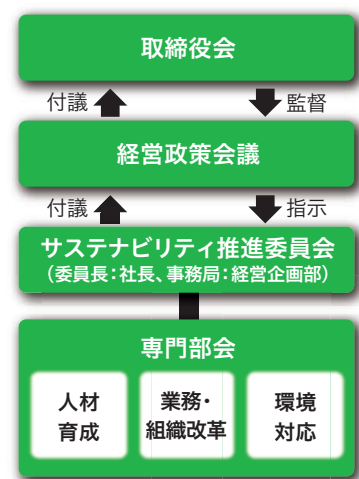 取締役会
付議 監督
経営政策会議
付議 指示
サステナビリティ推進委員会
（委員長：社長、事務局：経営企画部）
専門部会
人材 業務・ 環境
育成 組織改革 対応